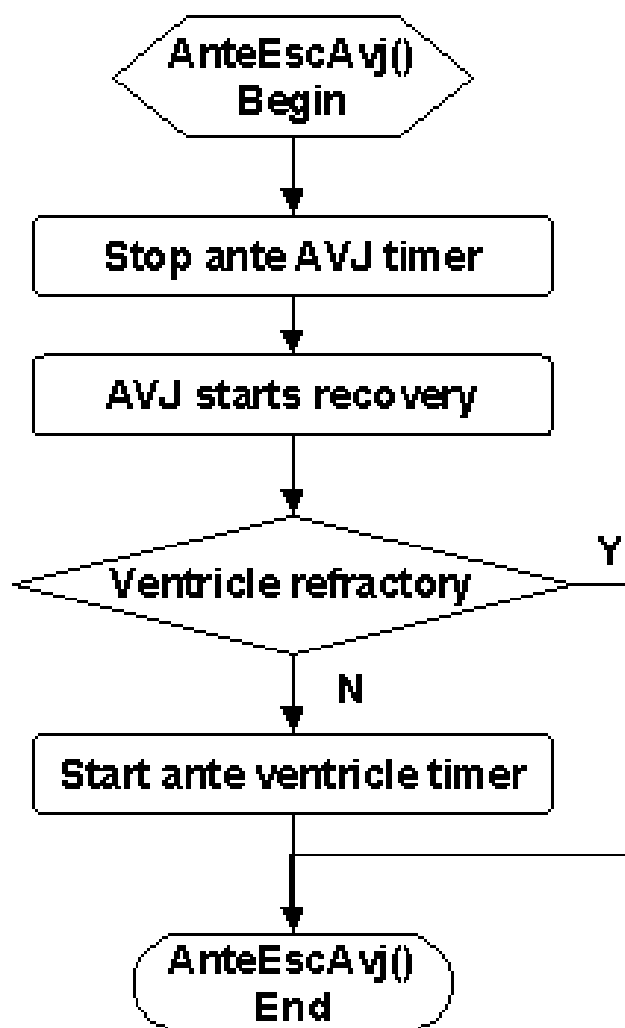 AnteEscAvj()
Begin
Stop ante AVJ timer
AVJ starts recovery
Ventricle refractory
Y
N
Start ante ventricle timer
AnteEscAvj()
End